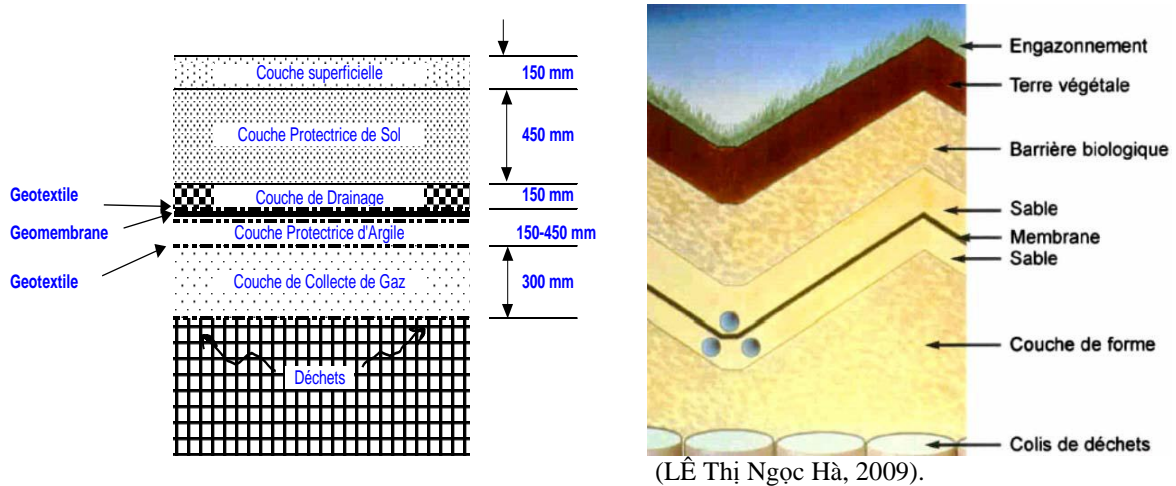 Couche superficielle
150 mm
Couche Protectrice de Sol
450 mm
Geotextile
Couche de Drainage
150 mm
Geomembrane
Couche Protectrice d'Argile
150-450 mm
Geotextile
Couche de Collecte de Gaz
300 mm
Déchets
Engazonnement
Terre végétale
Barrière biologique
Sable
Membrane
Sable
Couche de forme
Colis de déchets
(LÊ Thị Ngọc Hà, 2009).